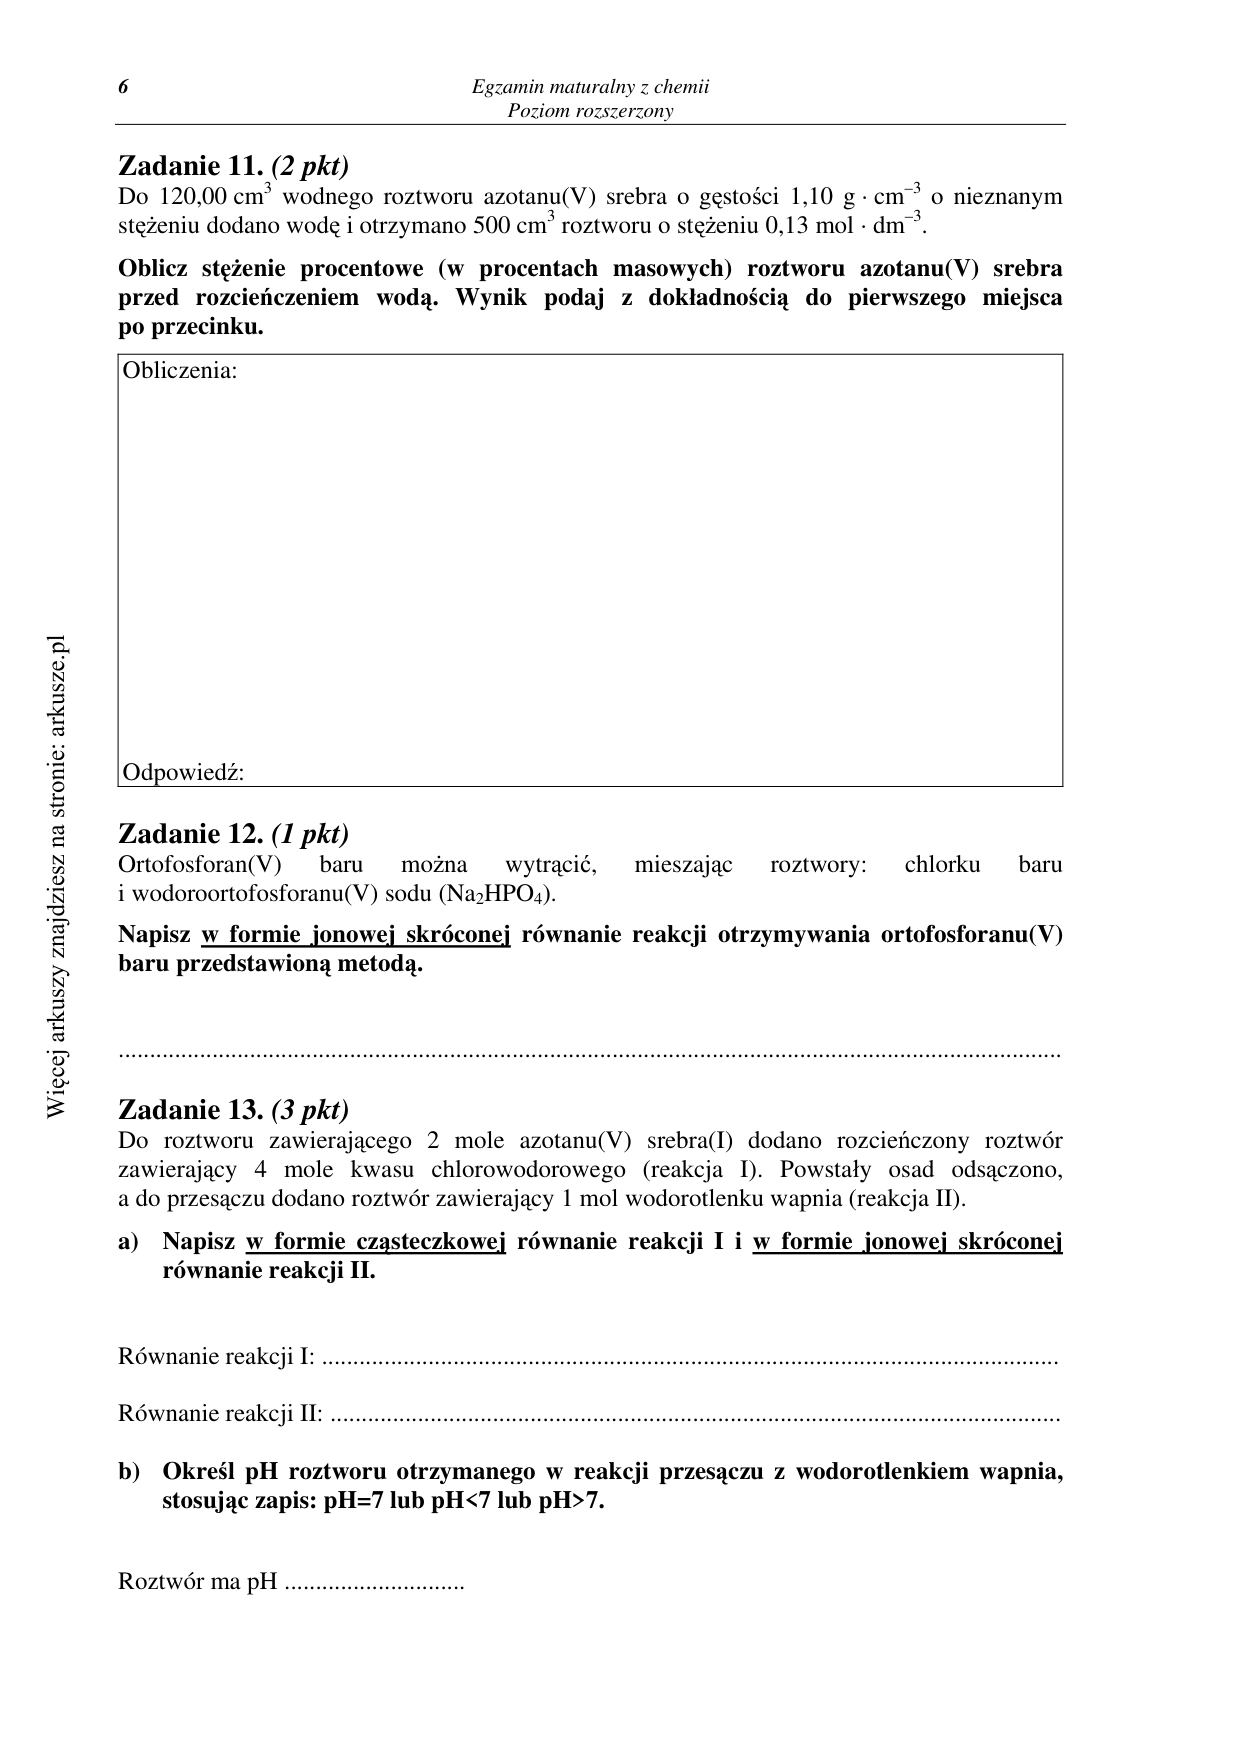 6
Egzamin maturalny z chemii
Poziom rozszerzony
Zadanie 11. (2 pkt)
Do 120,00 cm³ wodnego roztworu azotanu(V) srebra o gęstości 1,10 g · cm⁻³ o nieznanym
stężeniu dodano wodę i otrzymano 500 cm³ roztworu o stężeniu 0,13 mol · dm⁻³.
Oblicz stężenie procentowe (w procentach masowych) roztworu azotanu(V) srebra
przed rozcieńczeniem wodą. Wynik podaj z dokładnością do pierwszego miejsca
po przecinku.
Obliczenia:
Odpowiedź:
Zadanie 12. (1 pkt)
Ortofosforan(V) baru można wytrącić, mieszając roztwory: chlorku baru
i wodoroortofosforanu(V) sodu (Na₂HPO₄).
Napisz w formie jonowej skróconej równanie reakcji otrzymywania ortofosforanu(V)
baru przedstawioną metodą.
.......................................................................................................................................................
Zadanie 13. (3 pkt)
Do roztworu zawierającego 2 mole azotanu(V) srebra(I) dodano rozcieńczony roztwór
zawierający 4 mole kwasu chlorowodorowego (reakcja I). Powstały osad odsączono,
a do przesączu dodano roztwór zawierający 1 mol wodorotlenku wapnia (reakcja II).
a) Napisz w formie cząsteczkowej równanie reakcji I i w formie jonowej skróconej
równanie reakcji II.
Równanie reakcji I: ......................................................................................................................
Równanie reakcji II: .....................................................................................................................
b) Określ pH roztworu otrzymanego w reakcji przesączu z wodorotlenkiem wapnia,
stosując zapis: pH=7 lub pH<7 lub pH>7.
Roztwór ma pH .............................
Więcej arkuszy znajdziesz na stronie: arkusze.pl